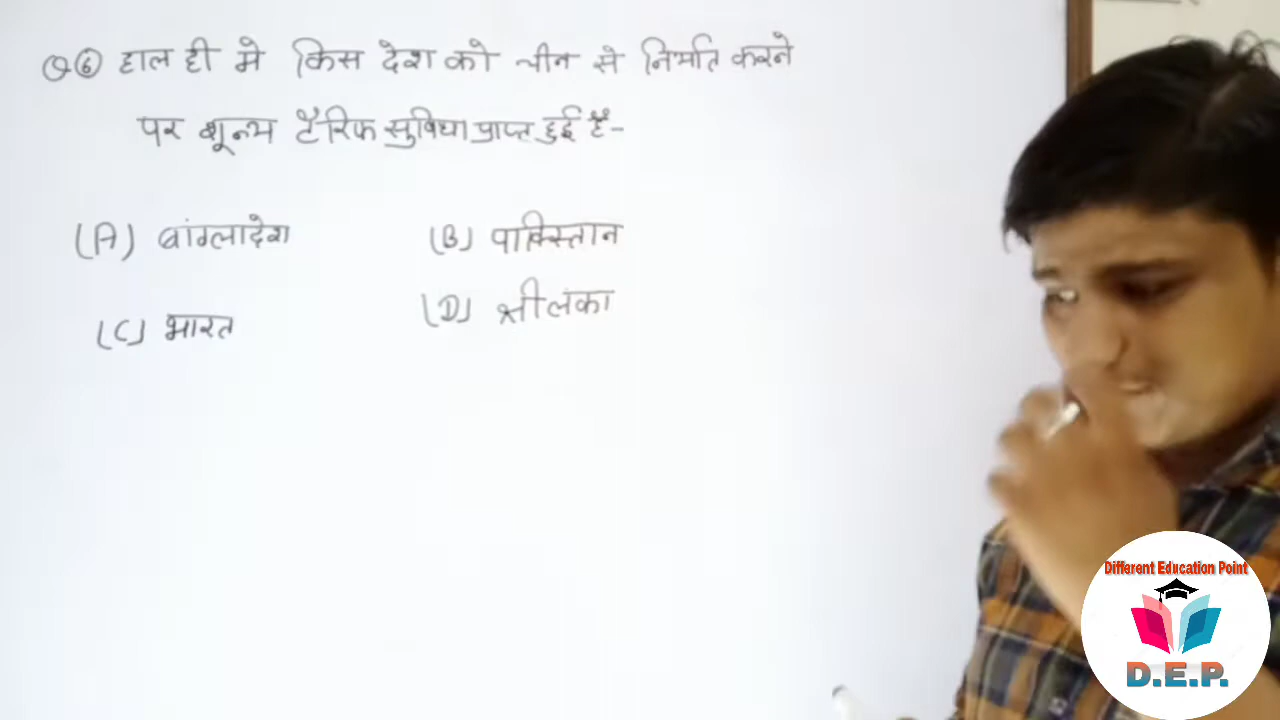 Q⑥ हाल ही मे किस देश को चीन से निर्यात करने
पर शून्य टैरिफ सुविधा प्राप्त हुई है-
(A) बांग्लादेश
(B) पाकिस्तान
(C) भारत
(D) श्रीलंका
Different Education Point
D.E.P.